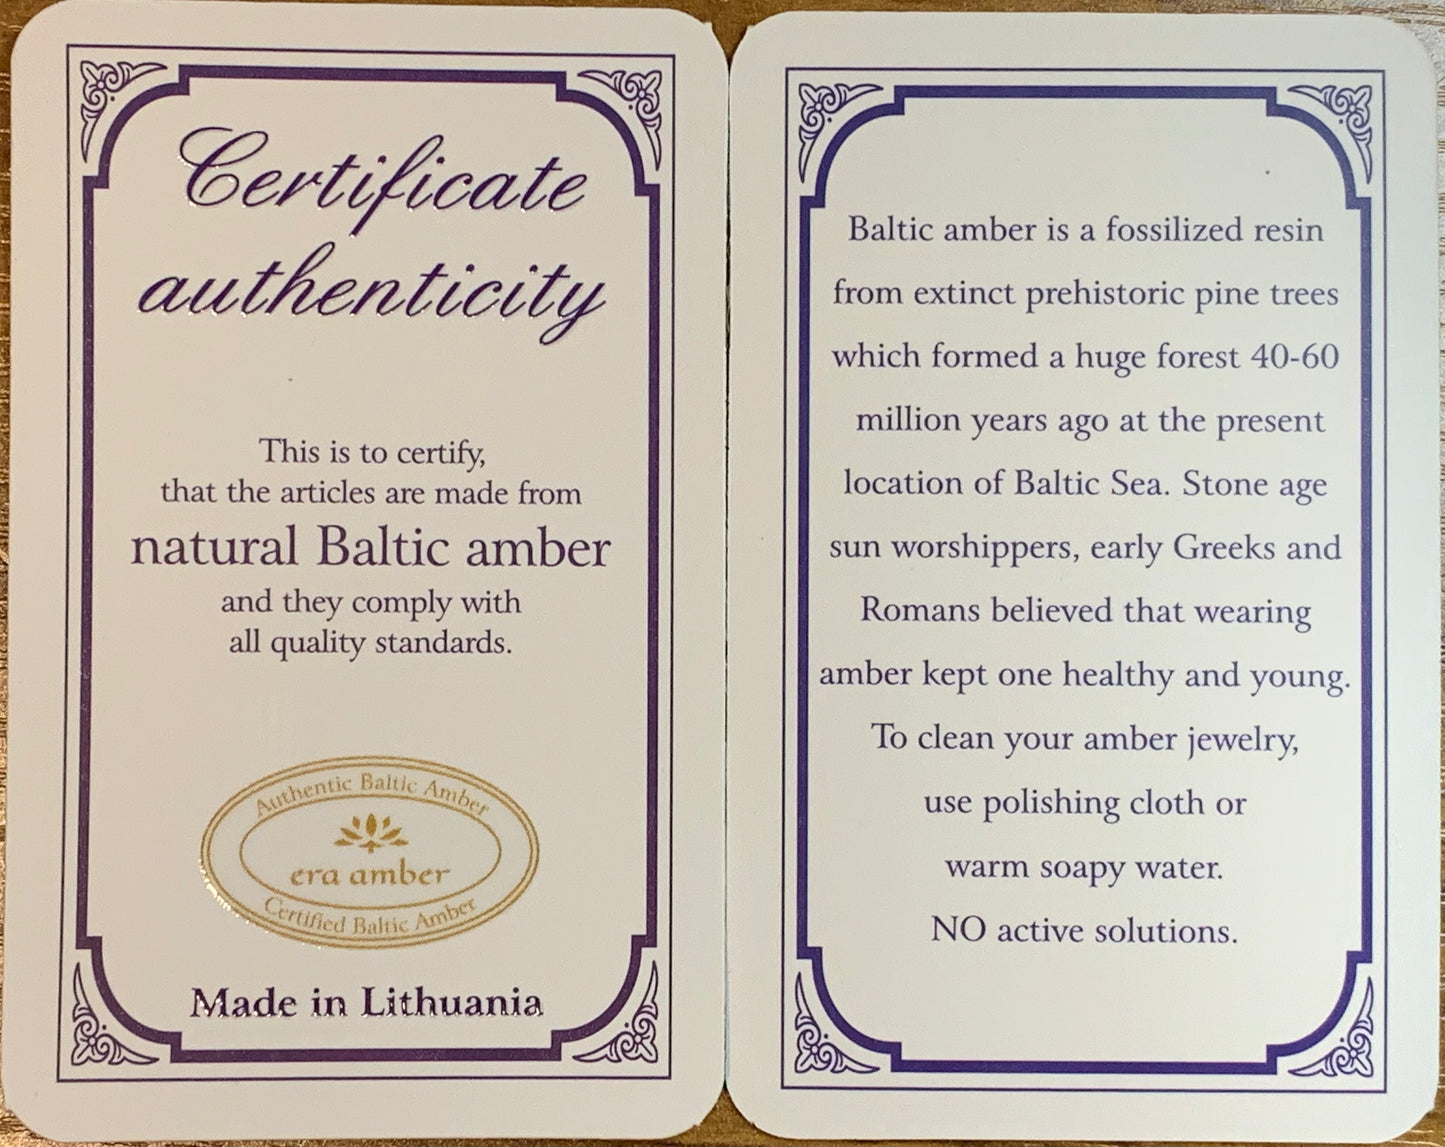 Certificate
authenticity
This is to certify,
that the articles are made from
natural Baltic amber
and they comply with
all quality standards.
Authentic Baltic Amber
era amber
Certified Baltic Amber
Made in Lithuania
Baltic amber is a fossilized resin
from extinct prehistoric pine trees
which formed a huge forest 40-60
million years ago at the present
location of Baltic Sea. Stone age
sun worshippers, early Greeks and
Romans believed that wearing
amber kept one healthy and young.
To clean your amber jewelry,
use polishing cloth or
warm soapy water.
NO active solutions.